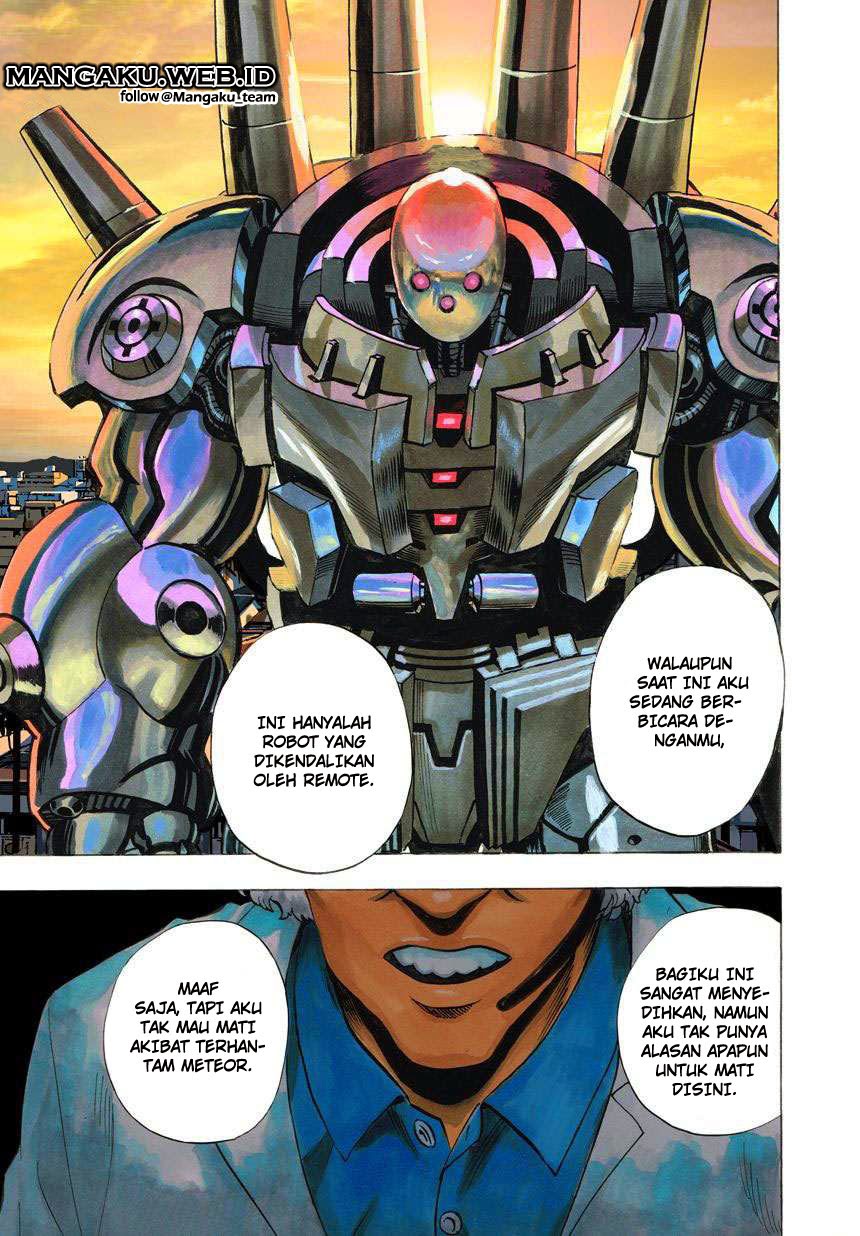 MANGAKU.WEB.ID
follow @Mangaku_team
WALAUPUN
SAAT INI AKU
SEDANG BER-
BICARA DE-
NGANMU,
INI HANYALAH
ROBOT YANG
DIKENDALIKAN
OLEH REMOTE.
BAGIKU INI
SANGAT MENYE-
DIHKAN, NAMUN
AKU TAK PUNYA
ALASAN APAPUN
UNTUK MATI
DISINI.
MAAF
SAJA, TAPI AKU
TAK MAU MATI
AKIBAT TERHAN-
TAM METEOR.